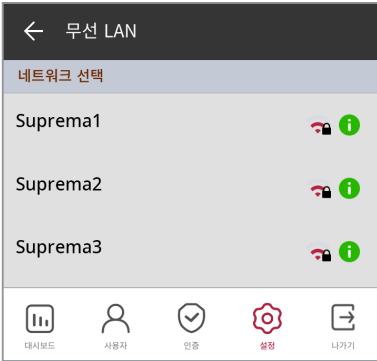 무선 LAN
네트워크 선택
Suprema1
Suprema2
Suprema3
대시보드 사용자 인증 설정 나가기